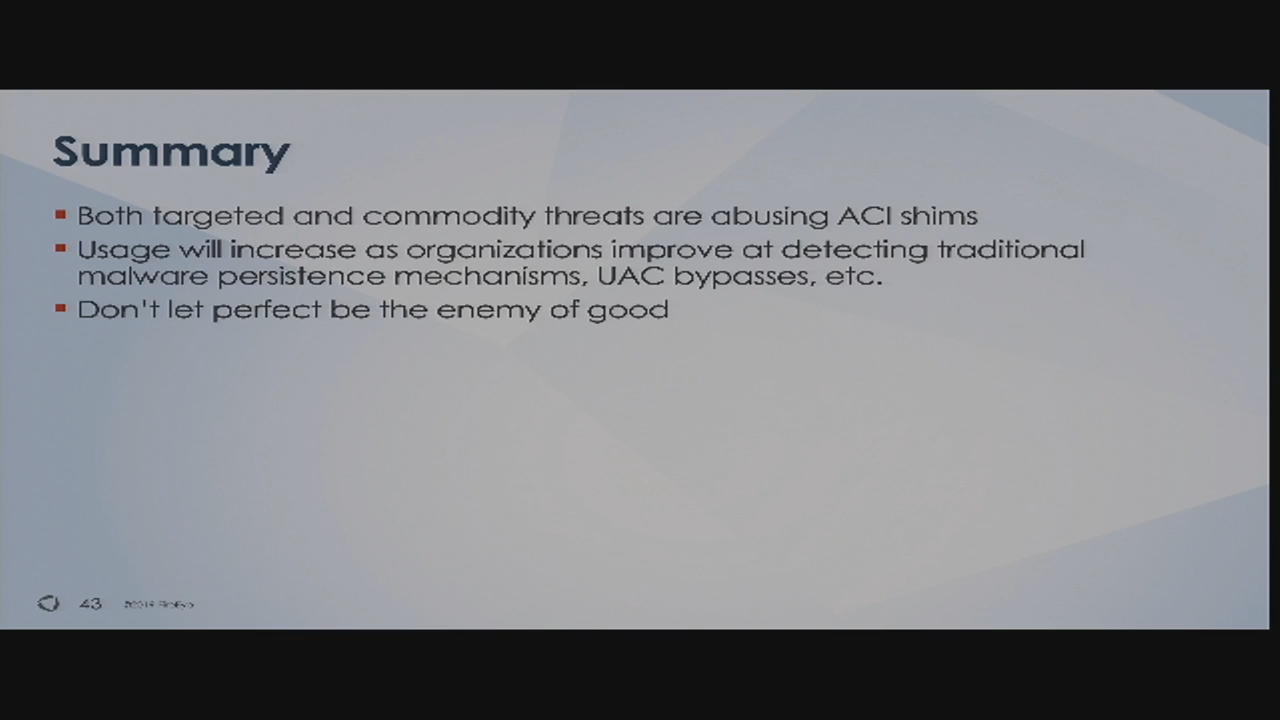 Summary
Both targeted and commodity threats are abusing ACI shims
Usage will increase as organizations improve at detecting traditional
malware persistence mechanisms, UAC bypasses, etc.
Don't let perfect be the enemy of good
43